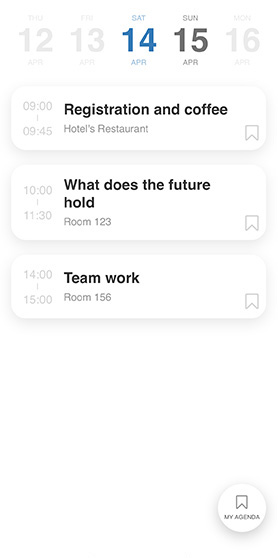 THU FRI SAT SUN MON
12 13 14 15 16
APR APR APR APR APR
09:00
09:45
Registration and coffee
Hotel's Restaurant
10:00
11:30
What does the future
hold
Room 123
14:00
15:00
Team work
Room 156
MY AGENDA